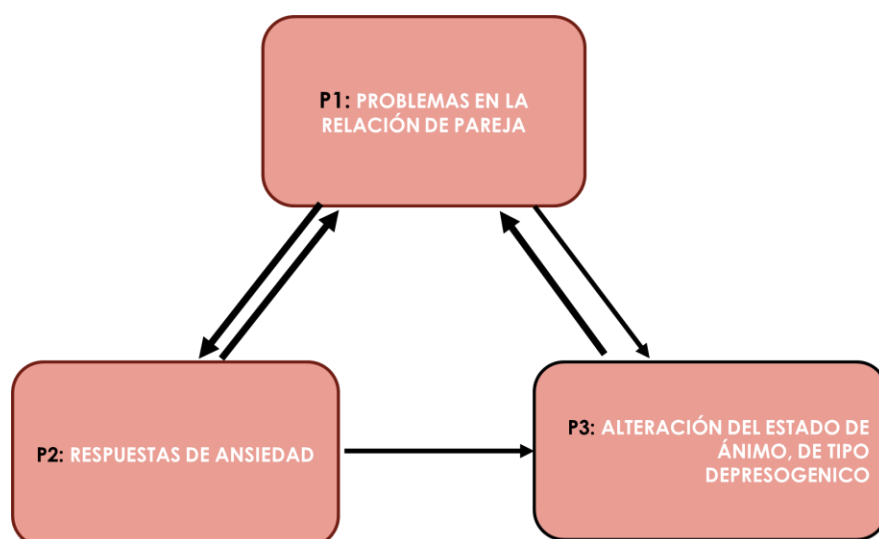 P1: PROBLEMAS EN LA
RELACIÓN DE PAREJA
P2: RESPUESTAS DE ANSIEDAD
P3: ALTERACIÓN DEL ESTADO DE
ÁNIMO, DE TIPO
DEPRESOGENICO